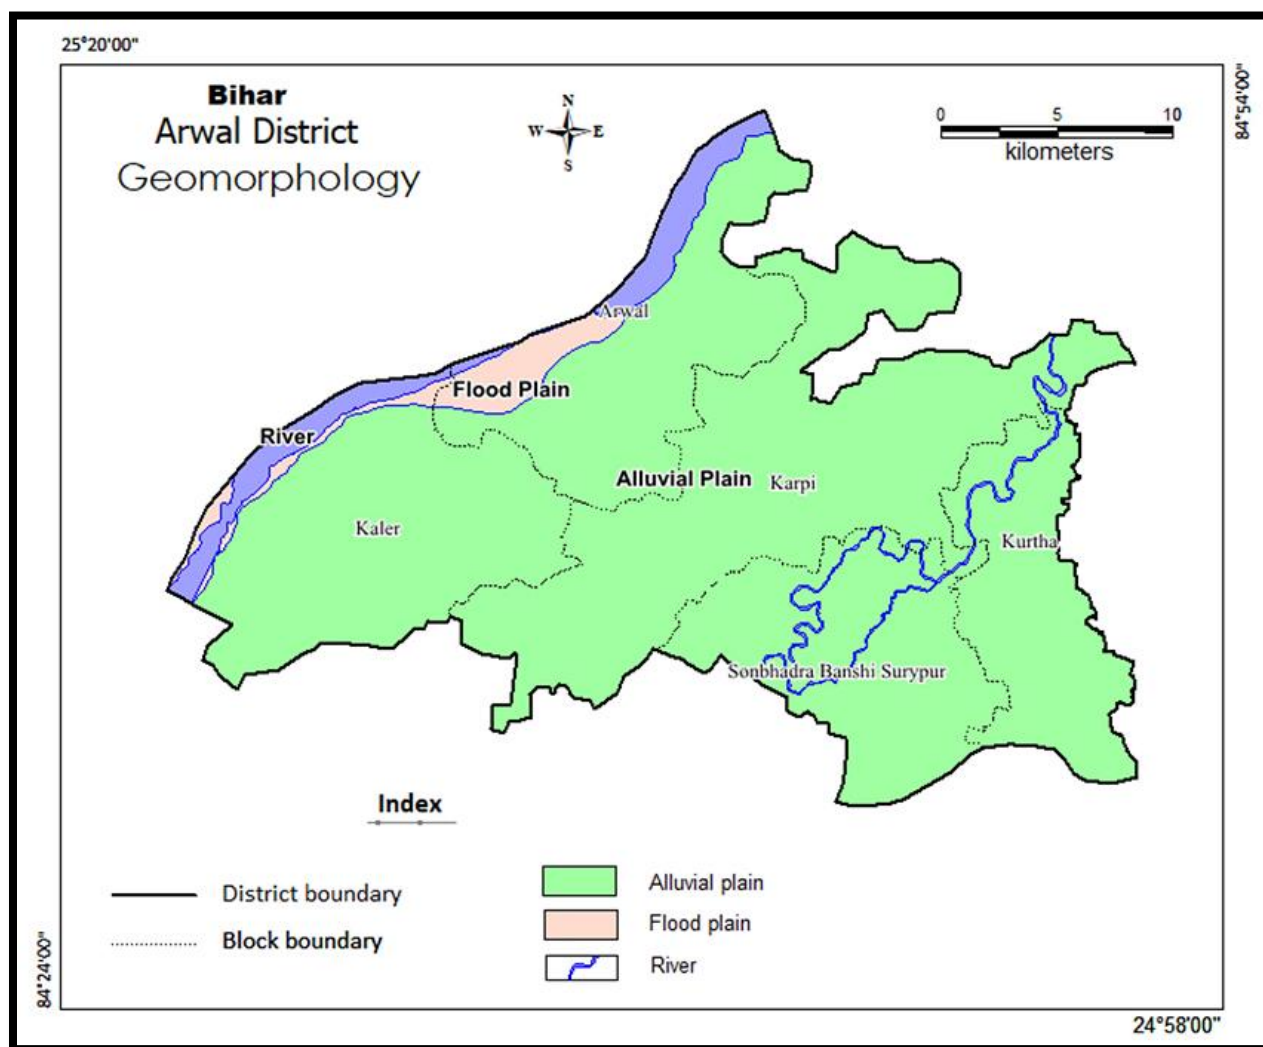 25°20'00"
84°54'00"
Bihar
Arwal District
Geomorphology
N
W E
S
0 5 10
kilometers
Arwal
Flood Plain
River
Alluvial Plain
Karpi
Kaler
Kurtha
Sonbhadra Banshi Surypur
Index
District boundary
Block boundary
Alluvial plain
Flood plain
River
84°24'00"
24°58'00"